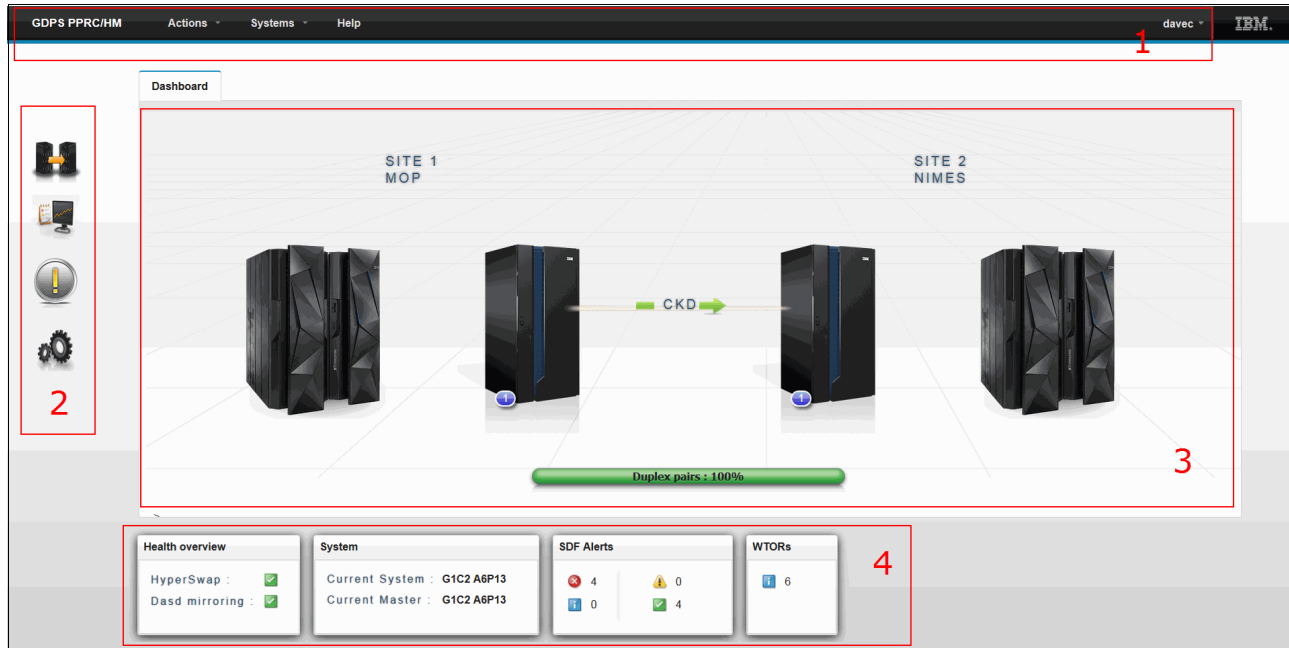 GDPS PPRC/HM Actions Systems Help davec IBM.
1
Dashboard
SITE 1
MOP
SITE 2
NIMES
CKD
1
1
2
3
Duplex pairs : 100%
4
Health overview
HyperSwap :
Dasd mirroring :
System
Current System : G1C2 A6P13
Current Master : G1C2 A6P13
SDF Alerts
4
0
0
4
WTORs
6